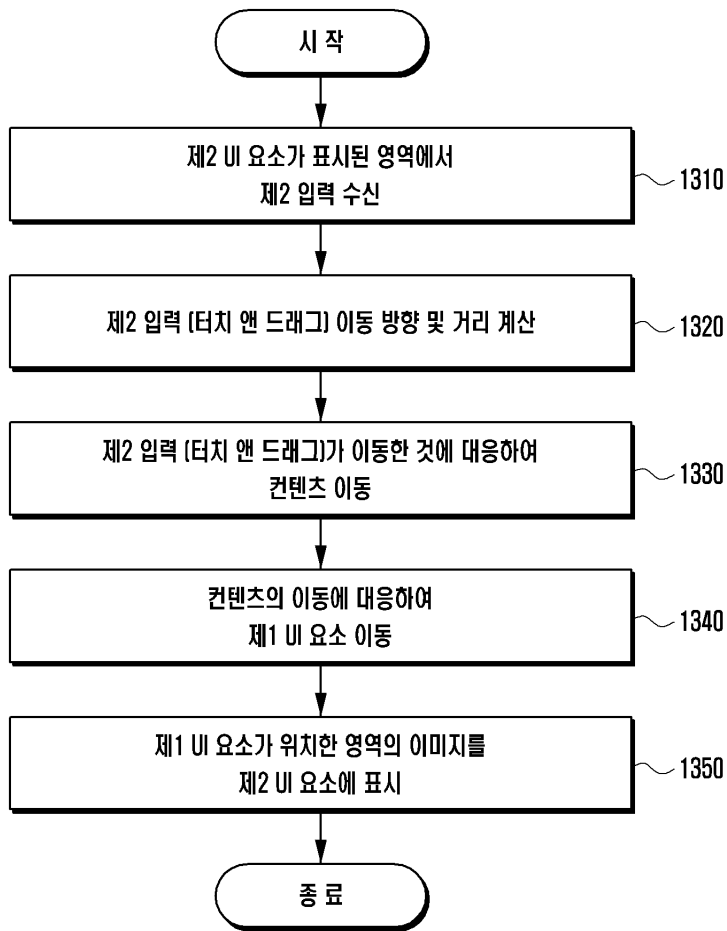 시 작
제2 UI 요소가 표시된 영역에서
제2 입력 수신
1310
제2 입력 (터치 앤 드래그) 이동 방향 및 거리 계산
1320
제2 입력 (터치 앤 드래그)가 이동한 것에 대응하여
컨텐츠 이동
1330
컨텐츠의 이동에 대응하여
제1 UI 요소 이동
1340
제1 UI 요소가 위치한 영역의 이미지를
제2 UI 요소에 표시
1350
종 료